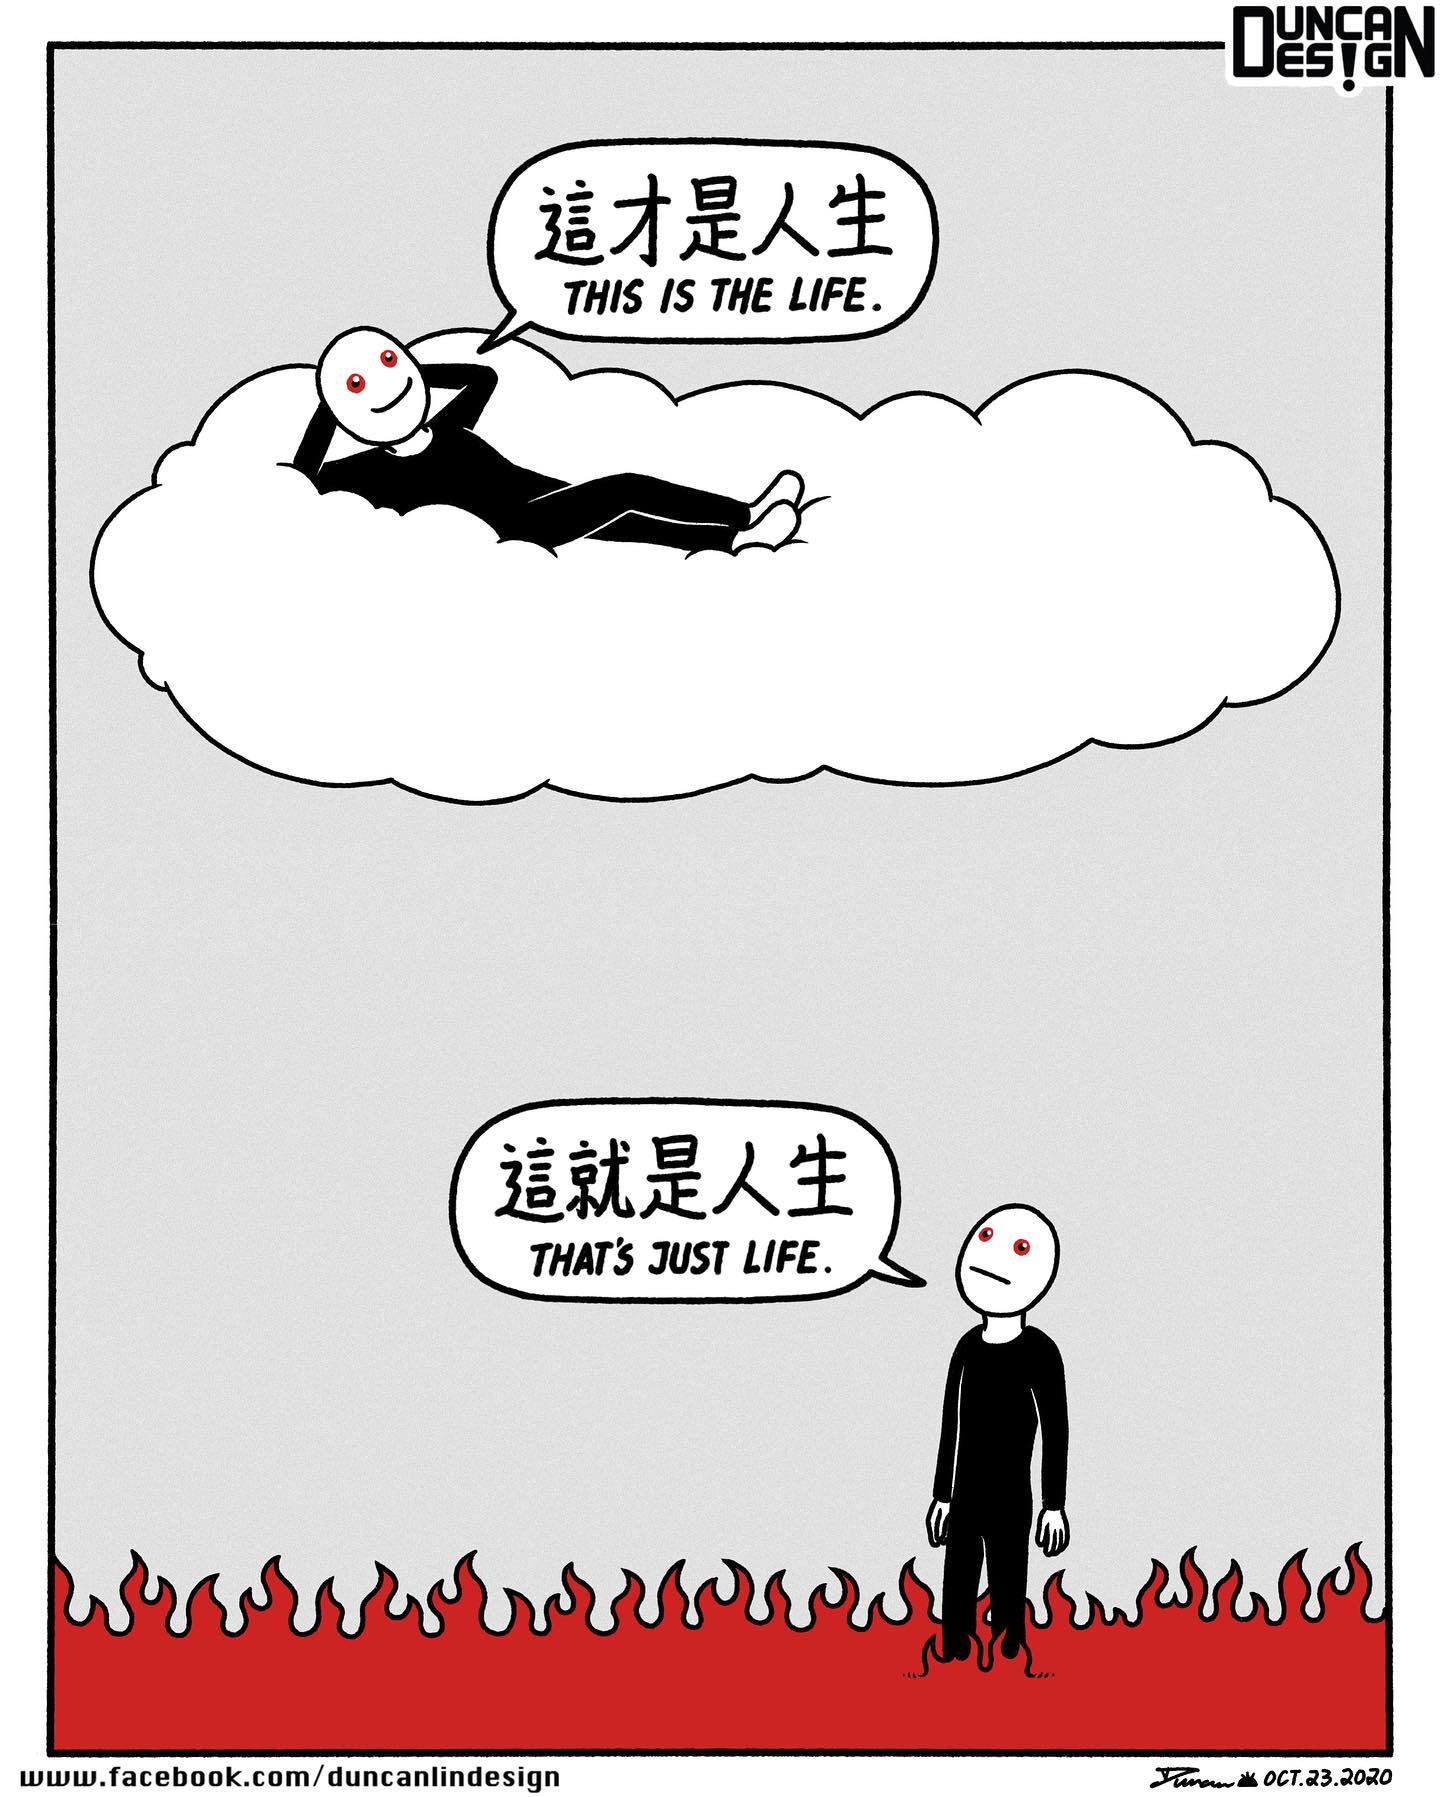 DUNCAN
DES!GN
這才是人生
THIS IS THE LIFE.
這就是人生
THAT'S JUST LIFE.
www.facebook.com/duncanlindesign
Duncan OCT.23.2020